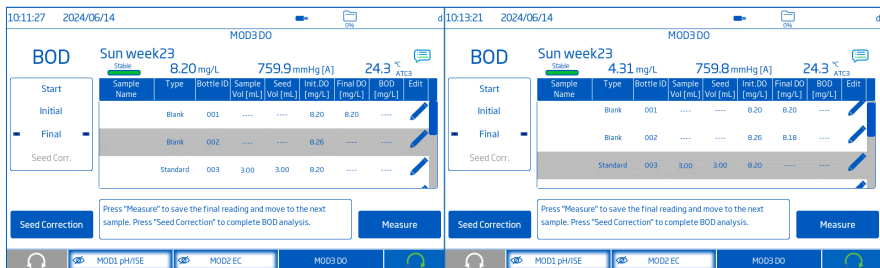 10:11:27 2024/06/14 0% d
MOD3 DO
BOD Sun week23
Stable 8.20 mg/L 759.9 mmHg [A] 24.3 °C ATC3
Start
Initial
Final
Seed Corr.
Sample Name Type Bottle ID Sample Vol [mL] Seed Vol [mL] Init.DO [mg/L] Final DO [mg/L] BOD [mg/L] Edit
Blank 001 ---- ---- 8.20 8.20 ----
Blank 002 ---- ---- 8.26 ---- ----
Standard 003 3.00 3.00 8.20 ---- ----
Seed Correction
Press "Measure" to save the final reading and move to the next
sample. Press "Seed Correction" to complete BOD analysis.
Measure
MOD1 pH/ISE MOD2 EC MOD3 DO
10:13:21 2024/06/14 0% d
MOD3 DO
BOD Sun week23
Stable 4.31 mg/L 759.8 mmHg [A] 24.3 °C ATC3
Start
Initial
Final
Seed Corr.
Sample Name Type Bottle ID Sample Vol [mL] Seed Vol [mL] Init.DO [mg/L] Final DO [mg/L] BOD [mg/L] Edit
Blank 001 ---- ---- 8.20 8.20 ----
Blank 002 ---- ---- 8.26 8.18 ----
Standard 003 3.00 3.00 8.20 ---- ----
Seed Correction
Press "Measure" to save the final reading and move to the next
sample. Press "Seed Correction" to complete BOD analysis.
Measure
MOD1 pH/ISE MOD2 EC MOD3 DO